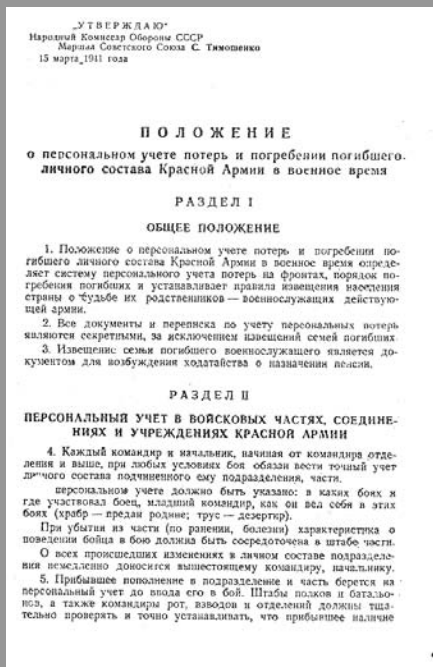 „УТВЕРЖДАЮ"
Народный Комиссар Обороны СССР
Маршал Советского Союза С. Тимошенко
15 марта 1941 года
ПОЛОЖЕНИЕ
о персональном учете потерь и погребении погибшего
личного состава Красной Армии в военное время
РАЗДЕЛ I
ОБЩЕЕ ПОЛОЖЕНИЕ
1. Положение о персональном учете потерь и погребении по-
гибшего личного состава Красной Армии в военное время опреде-
ляет систему персонального учета потерь на фронтах, порядок по-
гребения погибших и устанавливает правила извещения населения
страны о судьбе их родственников — военнослужащих действую-
щей армии.
2. Все документы и переписка по учету персональных потерь
являются секретными, за исключением извещений семей погибших.
3. Извещение семьи погибшего военнослужащего является до-
кументом для возбуждения ходатайства о назначении пенсии.
РАЗДЕЛ II
ПЕРСОНАЛЬНЫЙ УЧЕТ В ВОЙСКОВЫХ ЧАСТЯХ, СОЕДИНЕ-
НИЯХ И УЧРЕЖДЕНИЯХ КРАСНОЙ АРМИИ
4. Каждый командир и начальник, начиная от командира отде-
ления и выше, при любых условиях боя обязан вести точный учет
личного состава подчиненного ему подразделения, части.
персональном учете должно быть указано: в каких боях и
где участвовал боец, младший командир, как он вел себя в этих
боях (храбр — предан родине; трус — дезертир).
При убытии из части (по ранении, болезни) характеристика о
поведении бойца в бою должна быть сосредоточена в штабе части.
О всех происшедших изменениях в личном составе подразделе-
ния немедленно доносится вышестоящему командиру, начальнику.
5. Прибывшее пополнение в подразделение и часть берется на
персональный учет до ввода его в бой. Штабы полков и батальо-
нов, а также командиры рот, взводов и отделений должны тща-
тельно проверять и точно устанавливать, что прибывшее наличие